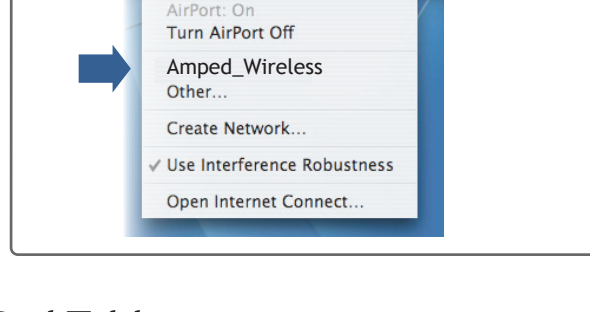 AirPort: On
Turn AirPort Off
Amped_Wireless
Other...
Create Network...
✓ Use Interference Robustness
Open Internet Connect...